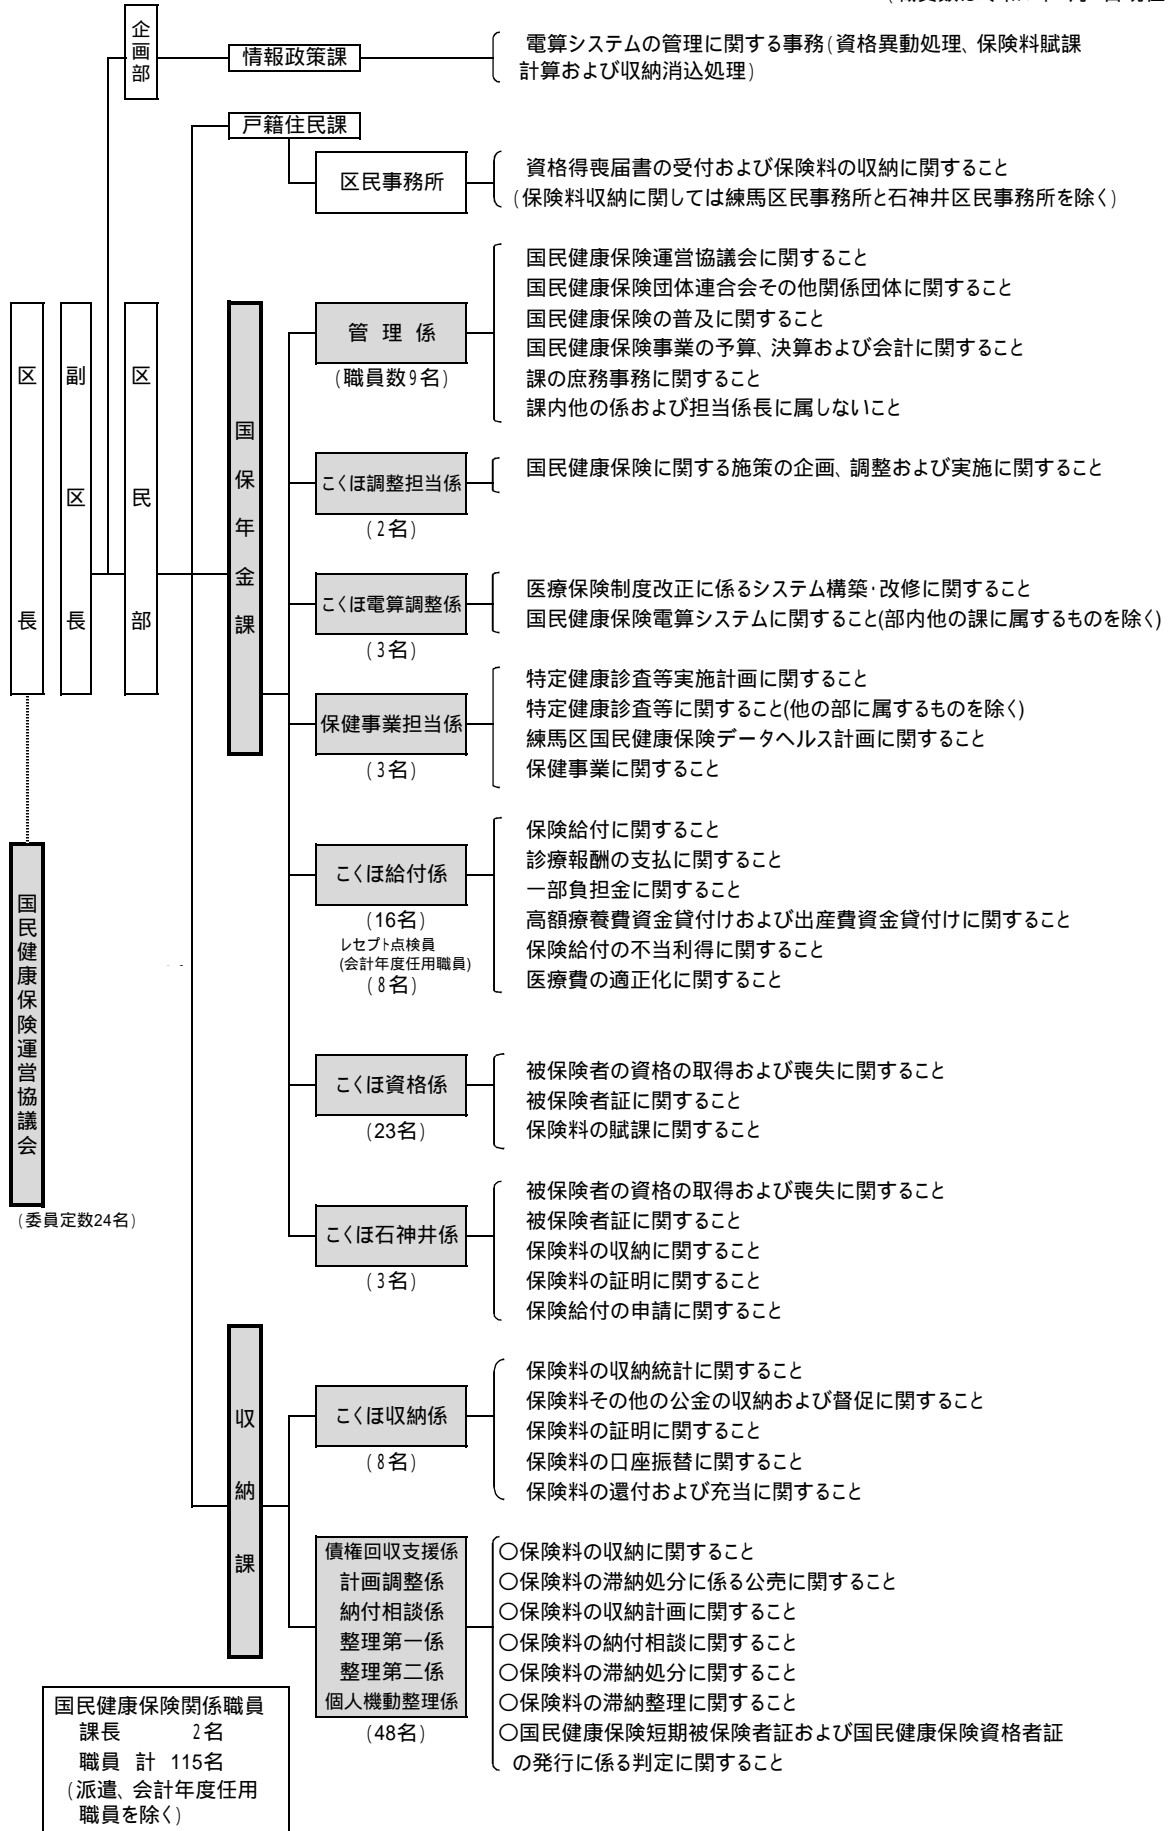 企画部
情報政策課
電算システムの管理に関する事務(資格異動処理、保険料賦課
計算および収納消込処理)
戸籍住民課
区民事務所
資格得喪届書の受付および保険料の収納に関すること
(保険料収納に関しては練馬区民事務所と石神井区民事務所を除く)
区長
副区長
区民部
国保年金課
管理係
(職員数9名)
国民健康保険運営協議会に関すること
国民健康保険団体連合会その他関係団体に関すること
国民健康保険の普及に関すること
国民健康保険事業の予算、決算および会計に関すること
課の庶務事務に関すること
課内他の係および担当係長に属しないこと
こくほ調整担当係
(2名)
国民健康保険に関する施策の企画、調整および実施に関すること
こくほ電算調整係
(3名)
医療保険制度改正に係るシステム構築・改修に関すること
国民健康保険電算システムに関すること(部内他の課に属するものを除く)
保健事業担当係
(3名)
特定健康診査等実施計画に関すること
特定健康診査等に関すること(他の部に属するものを除く)
練馬区国民健康保険データヘルス計画に関すること
保健事業に関すること
こくほ給付係
(16名)
レセプト点検員
(会計年度任用職員)
(8名)
保険給付に関すること
診療報酬の支払に関すること
一部負担金に関すること
高額療養費資金貸付けおよび出産費資金貸付けに関すること
保険給付の不当利得に関すること
医療費の適正化に関すること
国民健康保険運営協議会
(委員定数24名)
こくほ資格係
(23名)
被保険者の資格の取得および喪失に関すること
被保険者証に関すること
保険料の賦課に関すること
こくほ石神井係
(3名)
被保険者の資格の取得および喪失に関すること
被保険者証に関すること
保険料の収納に関すること
保険料の証明に関すること
保険給付の申請に関すること
収納課
こくほ収納係
(8名)
保険料の収納統計に関すること
保険料その他の公金の収納および督促に関すること
保険料の証明に関すること
保険料の口座振替に関すること
保険料の還付および充当に関すること
債権回収支援係
計画調整係
納付相談係
整理第一係
整理第二係
個人機動整理係
(48名)
○保険料の収納に関すること
○保険料の滞納処分に係る公売に関すること
○保険料の収納計画に関すること
○保険料の納付相談に関すること
○保険料の滞納処分に関すること
○保険料の滞納整理に関すること
○国民健康保険短期被保険者証および国民健康保険資格者証
の発行に係る判定に関すること
国民健康保険関係職員
課長 2名
職員 計 115名
(派遣、会計年度任用
職員を除く)